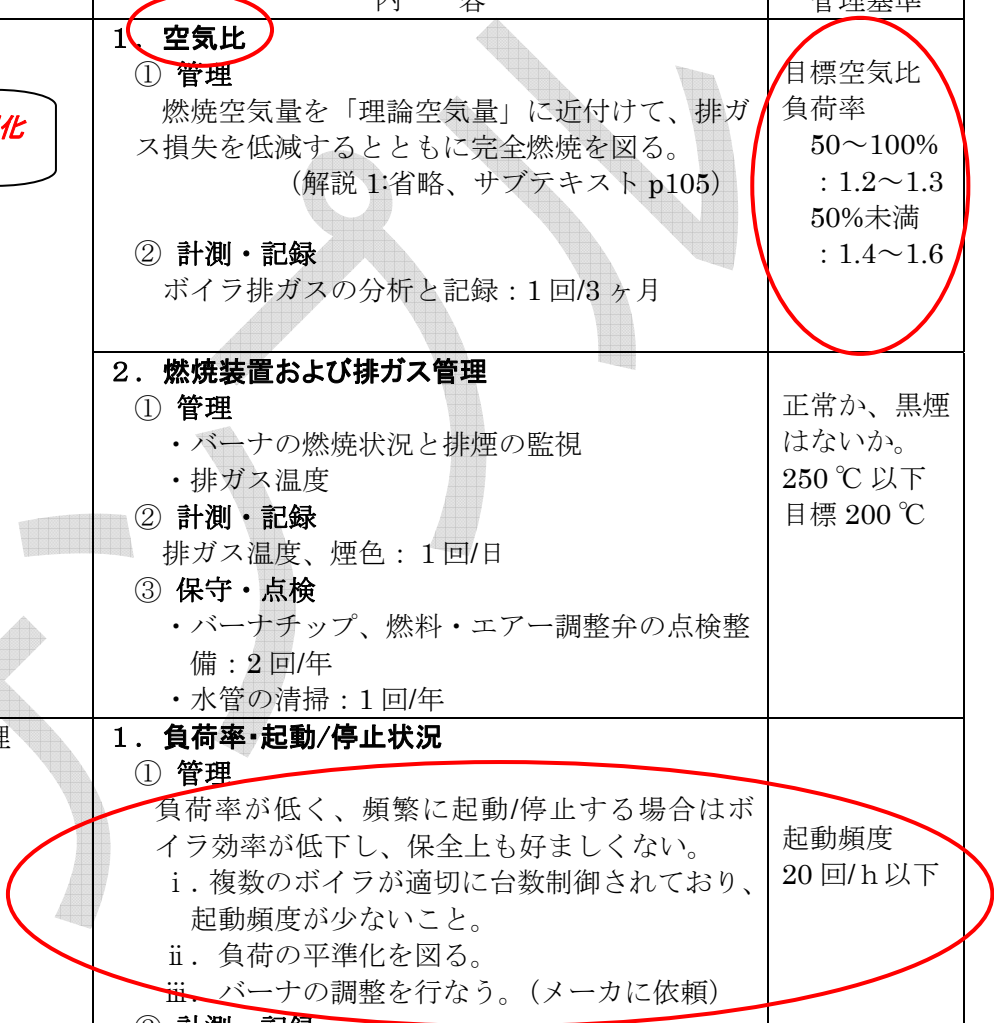 内 容
管理基準
化
1. 空気比
① 管理
燃焼空気量を「理論空気量」に近付けて、排ガ
ス損失を低減するとともに完全燃焼を図る。
(解説 1:省略、サブテキスト p105)
② 計測・記録
ボイラ排ガスの分析と記録：1 回/3 ヶ月
目標空気比
負荷率
50～100%
：1.2～1.3
50%未満
：1.4～1.6
2. 燃焼装置および排ガス管理
① 管理
・バーナの燃焼状況と排煙の監視
・排ガス温度
② 計測・記録
排ガス温度、煙色：1 回/日
③ 保守・点検
・バーナチップ、燃料・エアー調整弁の点検整
備：2 回/年
・水管の清掃：1 回/年
正常か、黒煙
はないか。
250 ℃ 以下
目標 200 ℃
理
1. 負荷率・起動/停止状況
① 管理
負荷率が低く、頻繁に起動/停止する場合はボ
イラ効率が低下し、保全上も好ましくない。
ⅰ. 複数のボイラが適切に台数制御されており、
起動頻度が少ないこと。
ⅱ. 負荷の平準化を図る。
ⅲ. バーナの調整を行なう。(メーカに依頼)
② 計測・記録
起動頻度
20 回/ｈ以下
サンプル